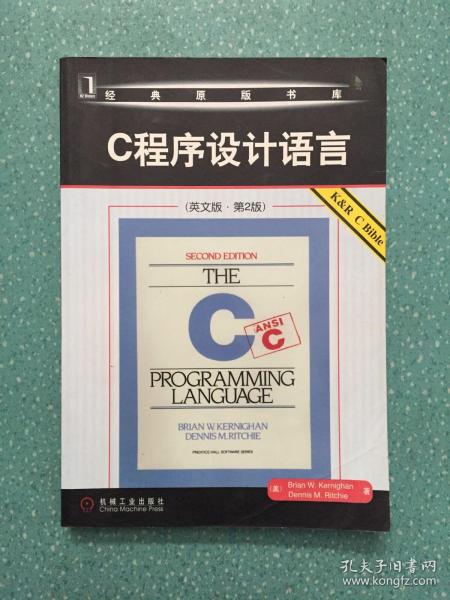 经典原版书库
C程序设计语言
(英文版·第2版)
K&R C Bible
SECOND EDITION
THE
C
ANSI
C
PROGRAMMING
LANGUAGE
BRIAN W. KERNIGHAN
DENNIS M. RITCHIE
PRENTICE HALL SOFTWARE SERIES
(美) Brian W. Kernighan
Dennis M. Ritchie 著
机械工业出版社
China Machine Press
孔夫子旧书网
www.kongfz.com